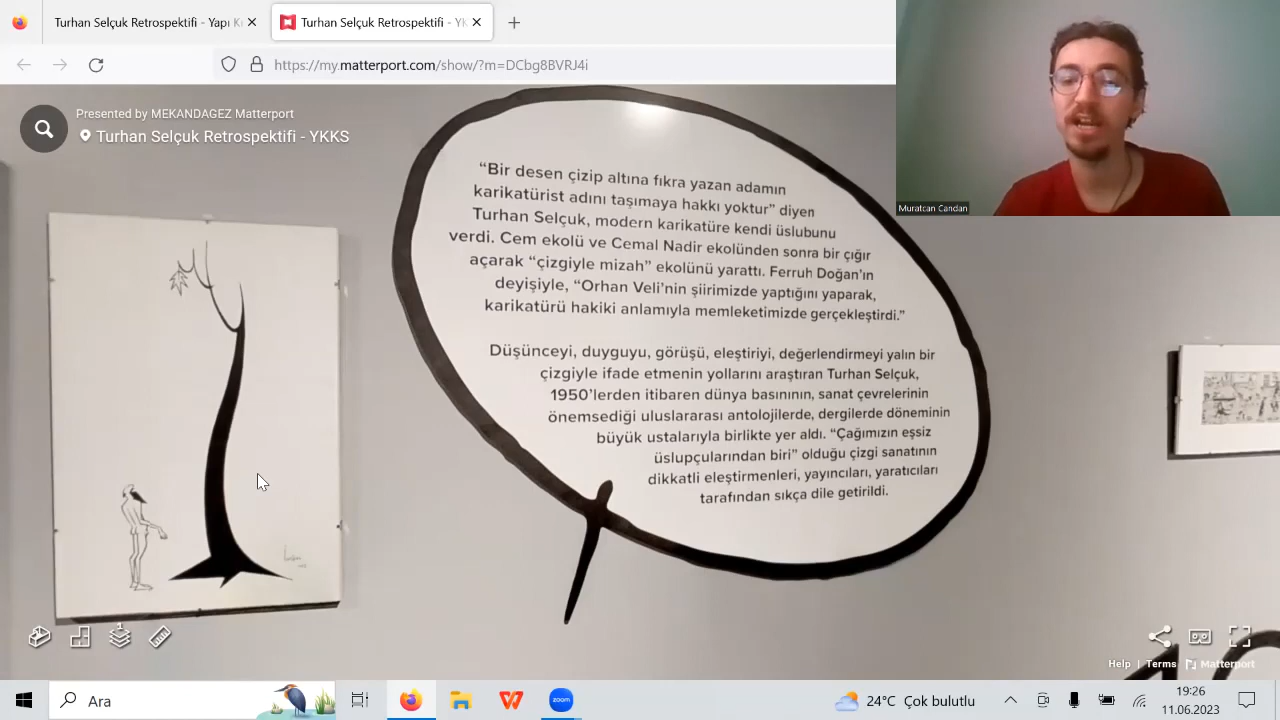 Turhan Selçuk Retrospektifi - Yapı K
Turhan Selçuk Retrospektifi - YK
https://my.matterport.com/show/?m=DCbg8BVRJ4i
Presented by MEKANDAGEZ Matterport
Turhan Selçuk Retrospektifi - YKKS
Muratcan Candan
“Bir desen çizip altına fıkra yazan adamın
karikatürist adını taşımaya hakkı yoktur” diyen
Turhan Selçuk, modern karikatüre kendi üslubunu
verdi. Cem ekolü ve Cemal Nadir ekolünden sonra bir çığır
açarak “çizgiyle mizah” ekolünü yarattı. Ferruh Doğan’ın
deyişiyle, “Orhan Veli’nin şiirimizde yaptığını yaparak,
karikatürü hakiki anlamıyla memleketimizde gerçekleştirdi.”
Düşünceyi, duyguyu, görüşü, eleştiriyi, değerlendirmeyi yalın bir
çizgiyle ifade etmenin yollarını araştıran Turhan Selçuk,
1950’lerden itibaren dünya basınının, sanat çevrelerinin
önemsediği uluslararası antolojilerde, dergilerde döneminin
büyük ustalarıyla birlikte yer aldı. “Çağımızın eşsiz
üslupçularından biri” olduğu çizgi sanatının
dikkatli eleştirmenleri, yayıncıları, yaratıcıları
tarafından sıkça dile getirildi.
1
Help | Terms Matterport
Ara
zoom
24°C Çok bulutlu
19:26
11.06.2023